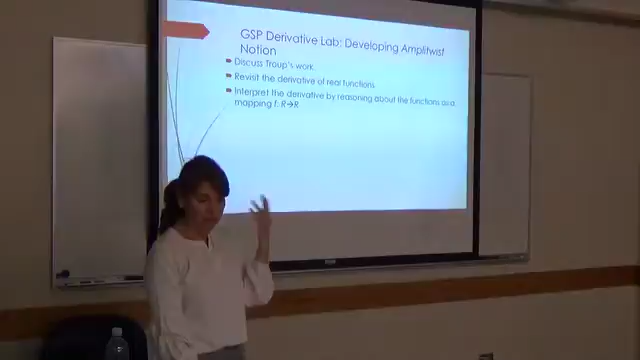 GSP Derivative Lab: Developing Amplitwist
Notion
Discuss Troup's work.
Revisit the derivative of real functions
Interpret the derivative by reasoning about the functions as a
mapping f: R→R